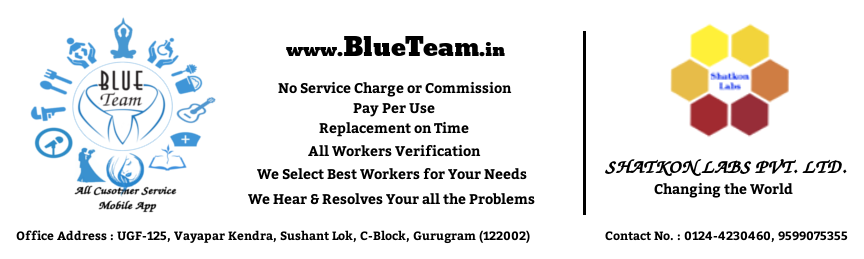 BLUE
Team
All Cusotmer Service
Mobile App
www.BlueTeam.in
No Service Charge or Commission
Pay Per Use
Replacement on Time
All Workers Verification
We Select Best Workers for Your Needs
We Hear & Resolves Your all the Problems
Shatkon
Labs
SHATKON LABS PVT. LTD.
Changing the World
Office Address : UGF-125, Vayapar Kendra, Sushant Lok, C-Block, Gurugram (122002)
Contact No. : 0124-4230460, 9599075355